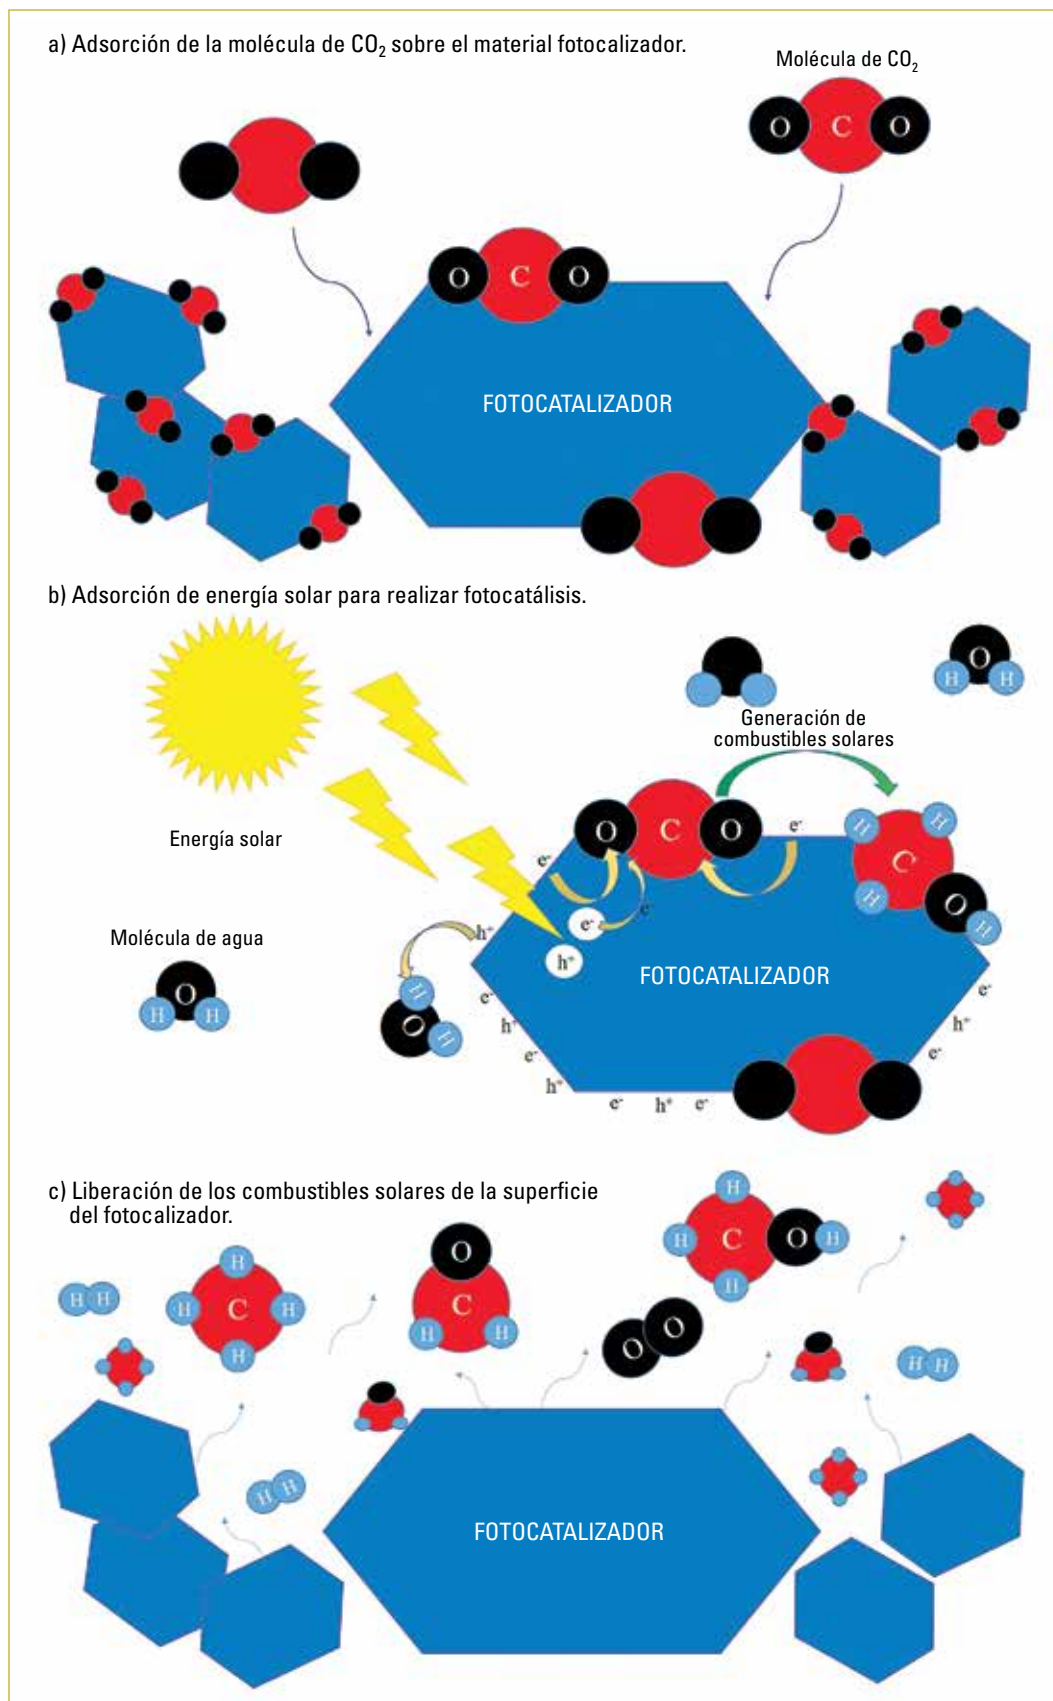 a) Adsorción de la molécula de CO₂ sobre el material fotocalizador.
Molécula de CO₂
O C O
O C O
FOTOCATALIZADOR
b) Adsorción de energía solar para realizar fotocatálisis.
O
H H
Generación de
combustibles solares
Energía solar
O C O
e-
e-
e-
e-
h+
h+
H
H
H
C
O
H
Molécula de agua
O
H H
H
O
H
FOTOCATALIZADOR
e-
h+
e-
h+
e-
h+
e-
e-
h+
e-
c) Liberación de los combustibles solares de la superficie
del fotocalizador.
H H
H
H C H
H
O
C
H H
O O
H
H C O H
H
H H
H H
FOTOCATALIZADOR